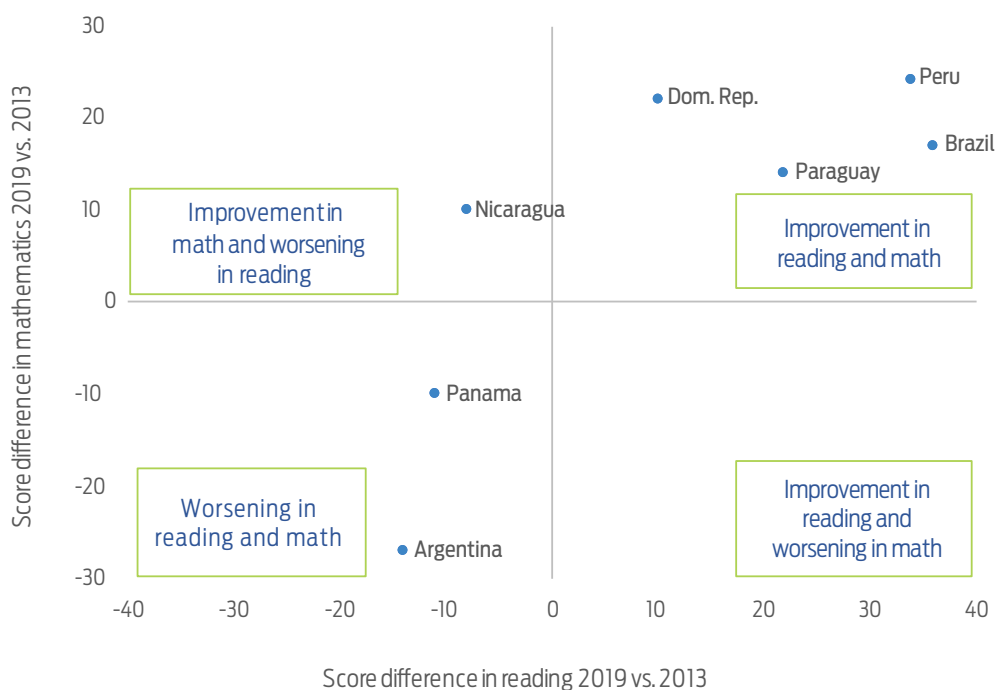 30
20
10
0
-10
-20
-30
-40
-30
-20
-10
0
10
20
30
40
Score difference in mathematics 2019 vs. 2013
Score difference in reading 2019 vs. 2013
Peru
Dom. Rep.
Brazil
Paraguay
Nicaragua
Panama
Argentina
Improvement in
math and worsening
in reading
Improvement in
reading and math
Worsening in
reading and math
Improvement in
reading and
worsening in math